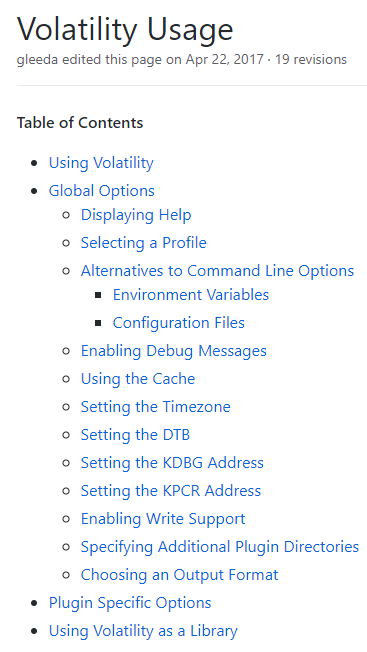 Volatility Usage
gleeda edited this page on Apr 22, 2017 · 19 revisions
Table of Contents
Using Volatility
Global Options
Displaying Help
Selecting a Profile
Alternatives to Command Line Options
Environment Variables
Configuration Files
Enabling Debug Messages
Using the Cache
Setting the Timezone
Setting the DTB
Setting the KDBG Address
Setting the KPCR Address
Enabling Write Support
Specifying Additional Plugin Directories
Choosing an Output Format
Plugin Specific Options
Using Volatility as a Library